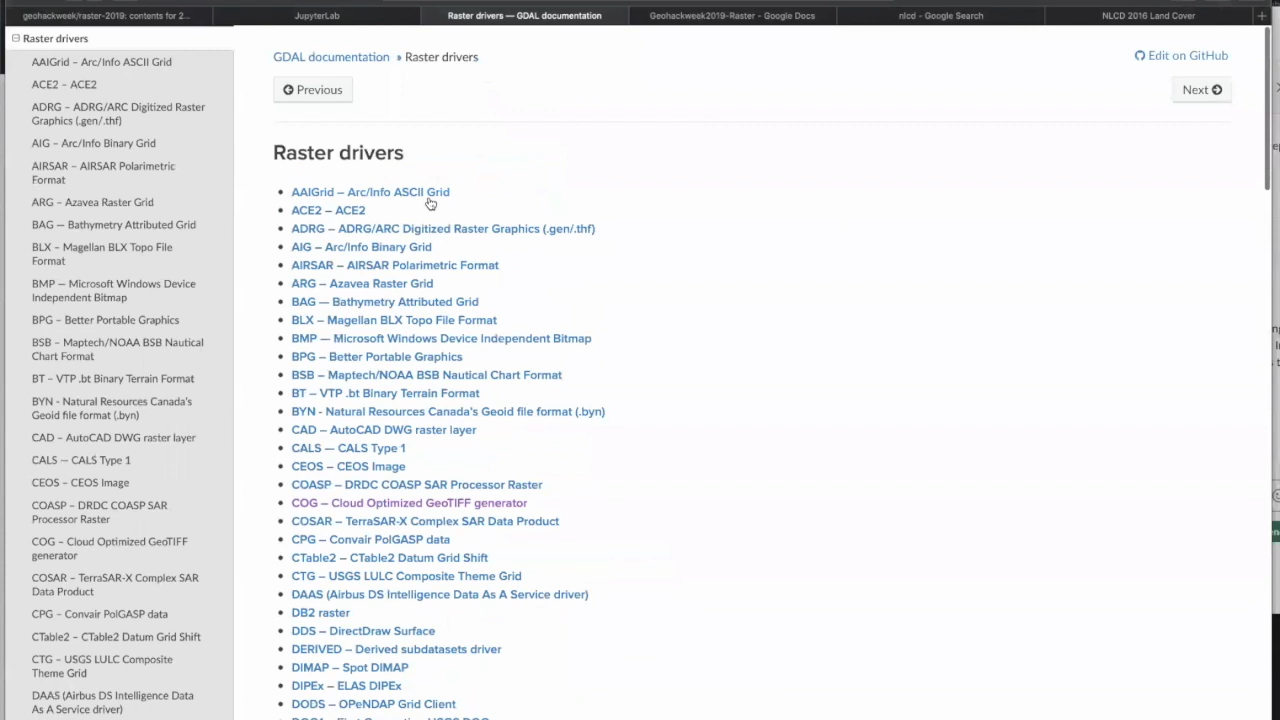 geohackweek/raster-2019: contents for 2...
JupyterLab
Raster drivers — GDAL documentation
Geohackweek2019-Raster - Google Docs
nlcd - Google Search
NLCD 2016 Land Cover
Raster drivers
AAIGrid – Arc/Info ASCII Grid
ACE2 – ACE2
ADRG – ADRG/ARC Digitized Raster
Graphics (.gen/.thf)
AIG – Arc/Info Binary Grid
AIRSAR – AIRSAR Polarimetric
Format
ARG – Azavea Raster Grid
BAG — Bathymetry Attributed Grid
BLX – Magellan BLX Topo File
Format
BMP — Microsoft Windows Device
Independent Bitmap
BPG – Better Portable Graphics
BSB – Maptech/NOAA BSB Nautical
Chart Format
BT – VTP .bt Binary Terrain Format
BYN - Natural Resources Canada's
Geoid file format (.byn)
CAD – AutoCAD DWG raster layer
CALS — CALS Type 1
CEOS – CEOS Image
COASP – DRDC COASP SAR
Processor Raster
COG – Cloud Optimized GeoTIFF
generator
COSAR – TerraSAR-X Complex SAR
Data Product
CPG – Convair PolGASP data
CTable2 – CTable2 Datum Grid Shift
CTG – USGS LULC Composite
Theme Grid
DAAS (Airbus DS Intelligence Data
As A Service driver)
GDAL documentation » Raster drivers
Edit on GitHub
Previous
Next
Raster drivers
AAIGrid – Arc/Info ASCII Grid
ACE2 – ACE2
ADRG – ADRG/ARC Digitized Raster Graphics (.gen/.thf)
AIG – Arc/Info Binary Grid
AIRSAR – AIRSAR Polarimetric Format
ARG – Azavea Raster Grid
BAG — Bathymetry Attributed Grid
BLX – Magellan BLX Topo File Format
BMP — Microsoft Windows Device Independent Bitmap
BPG – Better Portable Graphics
BSB – Maptech/NOAA BSB Nautical Chart Format
BT – VTP .bt Binary Terrain Format
BYN - Natural Resources Canada's Geoid file format (.byn)
CAD – AutoCAD DWG raster layer
CALS — CALS Type 1
CEOS – CEOS Image
COASP – DRDC COASP SAR Processor Raster
COG – Cloud Optimized GeoTIFF generator
COSAR – TerraSAR-X Complex SAR Data Product
CPG – Convair PolGASP data
CTable2 – CTable2 Datum Grid Shift
CTG – USGS LULC Composite Theme Grid
DAAS (Airbus DS Intelligence Data As A Service driver)
DB2 raster
DDS – DirectDraw Surface
DERIVED – Derived subdatasets driver
DIMAP – Spot DIMAP
DIPEx – ELAS DIPEx
DODS – OPeNDAP Grid Client